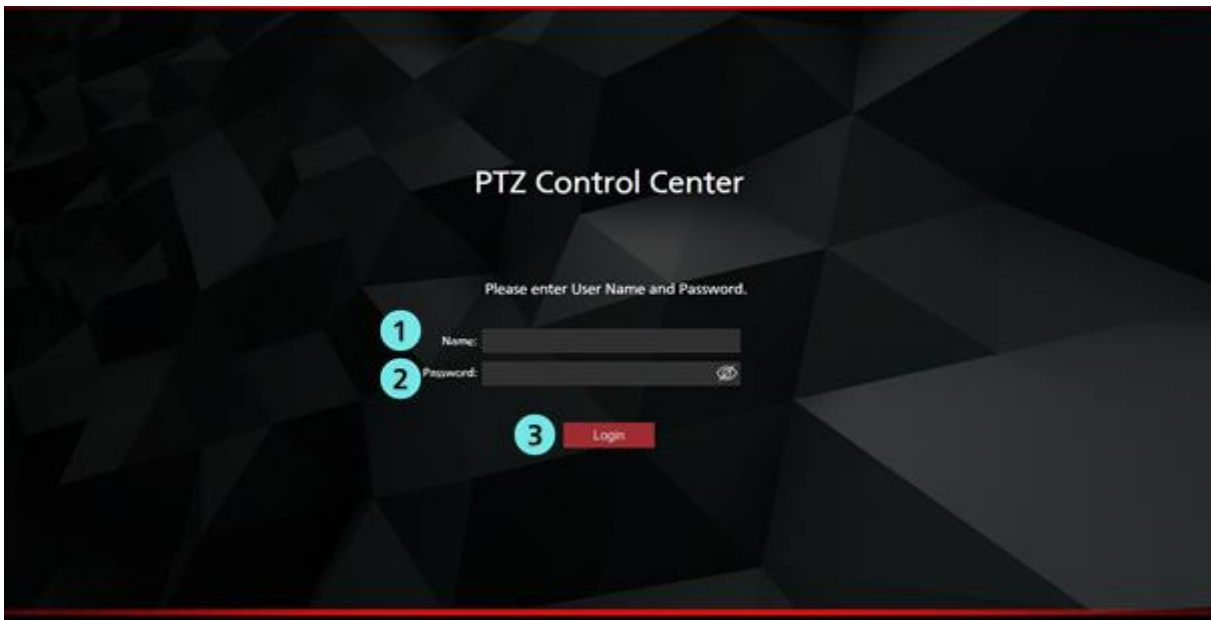 PTZ Control Center
Please enter User Name and Password.
1 Name:
2 Password:
3 Login